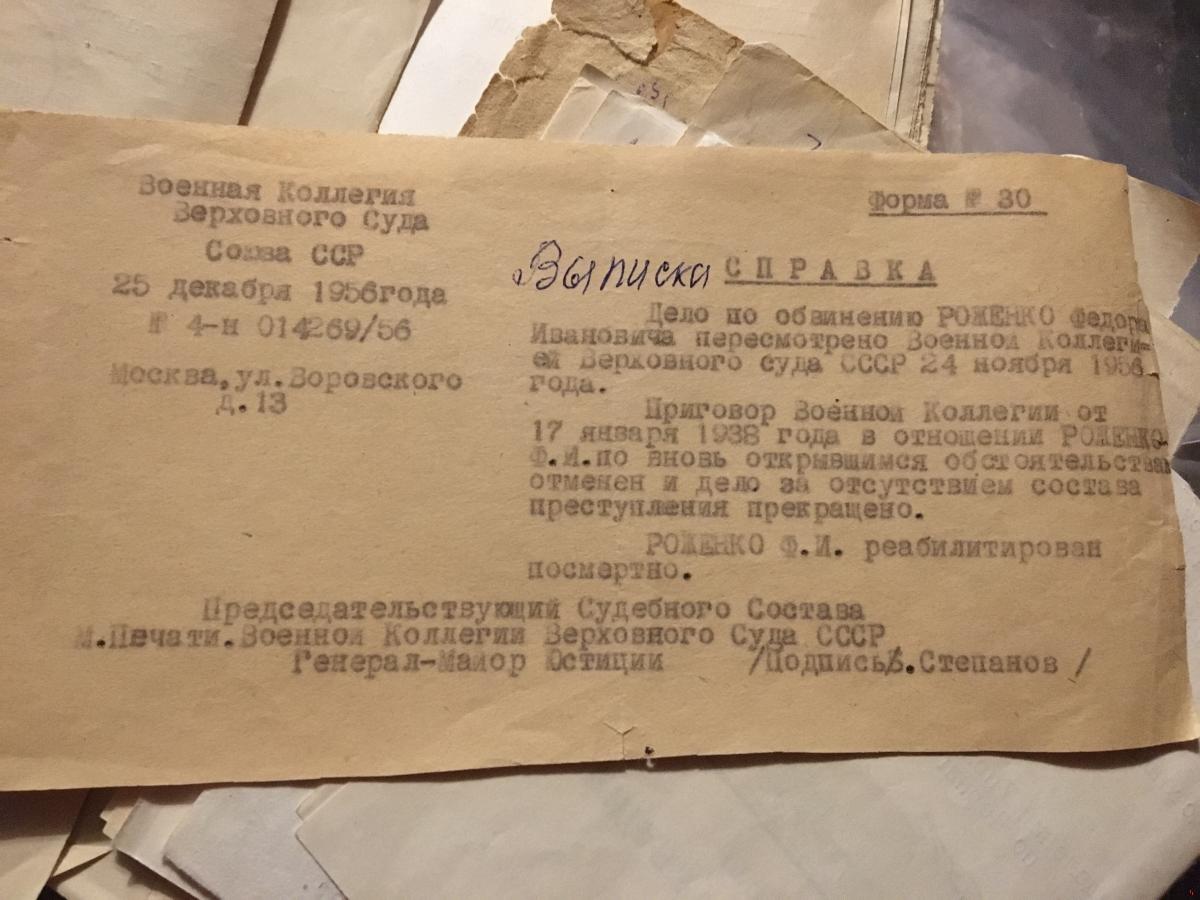 Военная Коллегия
Верховного Суда
Союза ССР
25 декабря 1956года
№ 4-н 014269/56
Москва,ул.Воровского
д.13
Форма № 30
Выписка СПРАВКА
Дело по обвинению РОЖЕНКО Федора
Ивановича пересмотрено Военной Коллеги-
ей Верховного суда СССР 24 ноября 1956
года.
Приговор Военной Коллегии от
17 января 1938 года в отношении РОЖЕНКО
Ф.И.по вновь открывшимся обстоятельствам
отменен и дело за отсутствием состава
преступления прекращено.
РОЖЕНКО Ф.И. реабилитирован
посмертно.
Председательствующий Судебного Состава
М.Печати.Военной Коллегии Верховного Суда СССР
Генерал-Майор Юстиции /Подпись/Б.Степанов /